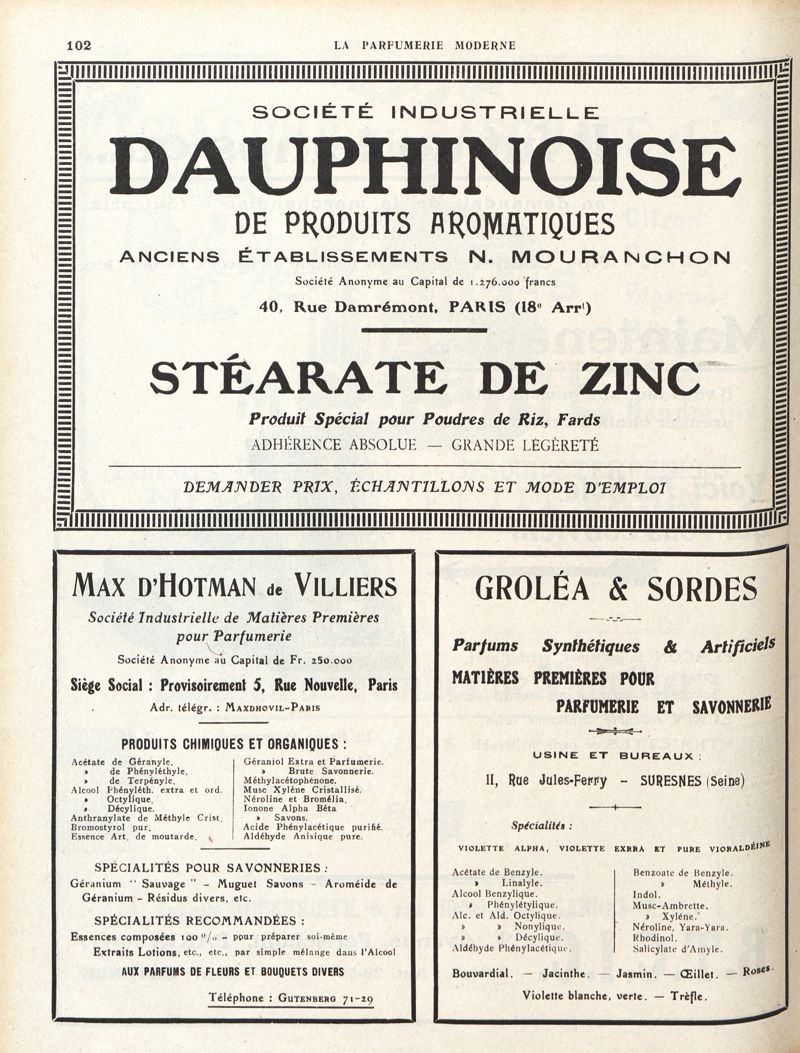 102
LA PARFUMERIE MODERNE
SOCIÉTÉ INDUSTRIELLE
DAUPHINOISE
DE PRODUITS AROMATIQUES
ANCIENS ÉTABLISSEMENTS N. MOURANCHON
Société Anonyme au Capital de 1.276.000 francs
40, Rue Damrémont, PARIS (18e Arrt)
STÉARATE DE ZINC
Produit Spécial pour Poudres de Riz, Fards
ADHÉRENCE ABSOLUE — GRANDE LÉGÈRETÉ
DEMANDER PRIX, ÉCHANTILLONS ET MODE D'EMPLOI
MAX D'HOTMAN de VILLIERS
Société Industrielle de Matières Premières
pour Parfumerie
Société Anonyme au Capital de Fr. 250.000
Siège Social : Provisoirement 5, Rue Nouvelle, Paris
Adr. télégr. : MAXDHOVIL-PARIS
PRODUITS CHIMIQUES ET ORGANIQUES :
Acétate de Géranyle.
» de Phényléthyle.
» de Terpényle.
Alcool Phényléth. extra et ord.
» Octylique.
» Décylique.
Anthranylate de Méthyle Crist.
Bromostyrol pur.
Essence Art. de moutarde.
Géraniol Extra et Parfumerie.
» Brute Savonnerie.
Méthylacétophénone.
Musc Xylène Cristallisé.
Néroline et Bromélia.
Ionone Alpha Béta
» Savons.
Acide Phénylacétique purifié.
Aldéhyde Anisique pure.
SPÉCIALITÉS POUR SAVONNERIES :
Géranium " Sauvage " – Muguet Savons – Aroméide de
Géranium – Résidus divers, etc.
SPÉCIALITÉS RECOMMANDÉES :
Essences composées 100 % – pour préparer soi-même
Extraits Lotions, etc., etc., par simple mélange dans l'Alcool
AUX PARFUMS DE FLEURS ET BOUQUETS DIVERS
Téléphone : GUTENBERG 71-29
GROLÉA & SORDES
Parfums Synthétiques & Artificiels
MATIÈRES PREMIÈRES POUR
PARFUMERIE ET SAVONNERIE
USINE ET BUREAUX :
11, Rue Jules-Ferry – SURESNES (Seine)
Spécialités :
VIOLETTE ALPHA, VIOLETTE EXRRA ET PURE VIORALDÉINE
Acétate de Benzyle.
» Linalyle.
Alcool Benzylique.
» Phénylétylique.
Alc. et Ald. Octylique.
» » Nonylique.
» » Décylique.
Aldéhyde Phénylacétique.
Benzoate de Benzyle.
» Méthyle.
Indol.
Musc-Ambrette.
» Xylène.
Néroline, Yara-Yara.
Rhodinol.
Salicylate d'Amyle.
Bouvardial. — Jacinthe. — Jasmin. — Œillet. — Roses.
Violette blanche, verte. — Trèfle.